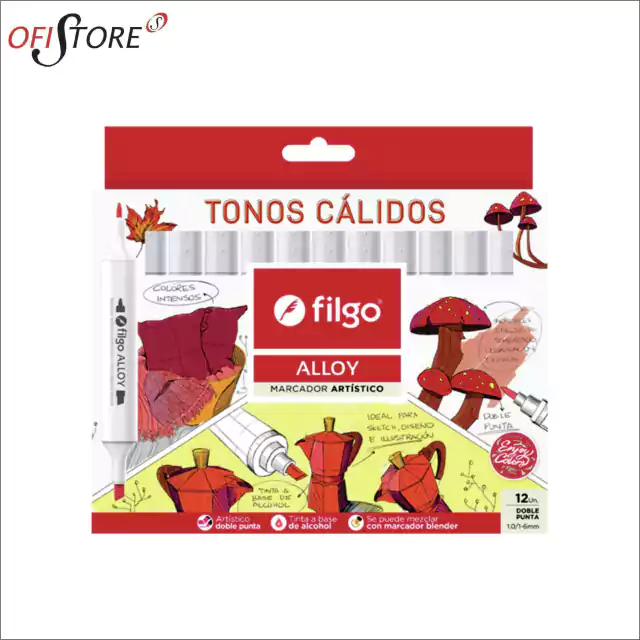 OFISTORE S
TONOS CÁLIDOS
COLORES
INTENSOS
filgo
ALLOY
MARCADOR ARTÍSTICO
filgo ALLOY
DOBLE
PUNTA
IDEAL PARA
SKETCH, DISEÑO
E ILUSTRACIÓN
Enjoy
Colors
TINTA A
BASE DE
ALCOHOL
12Un.
DOBLE
PUNTA
1.0/1-6mm
Artístico
doble punta
Tinta a base
de alcohol
Se puede mezclar
con marcador blender